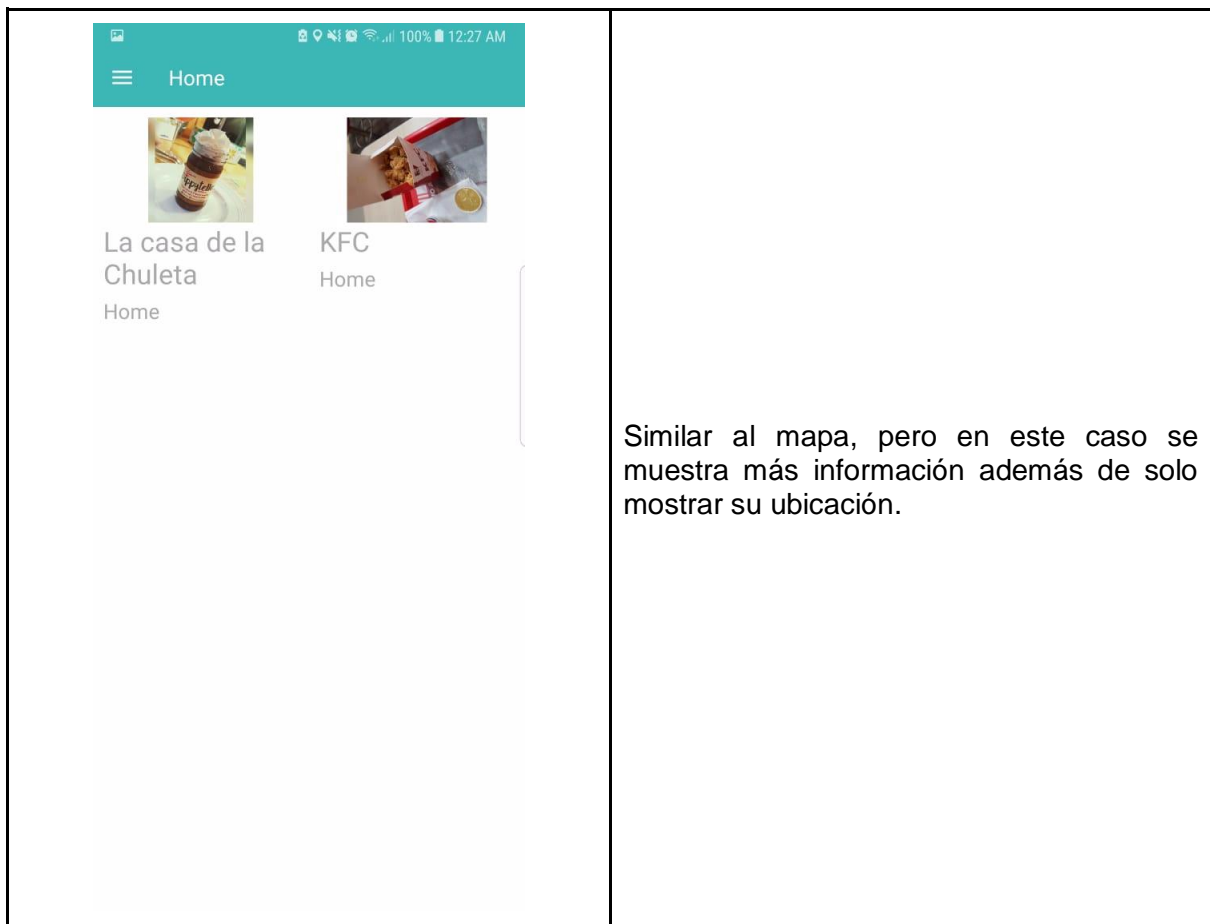 100% 12:27 AM
Home
La casa de la
Chuleta
Home
KFC
Home
Similar al mapa, pero en este caso se
muestra más información además de solo
mostrar su ubicación.